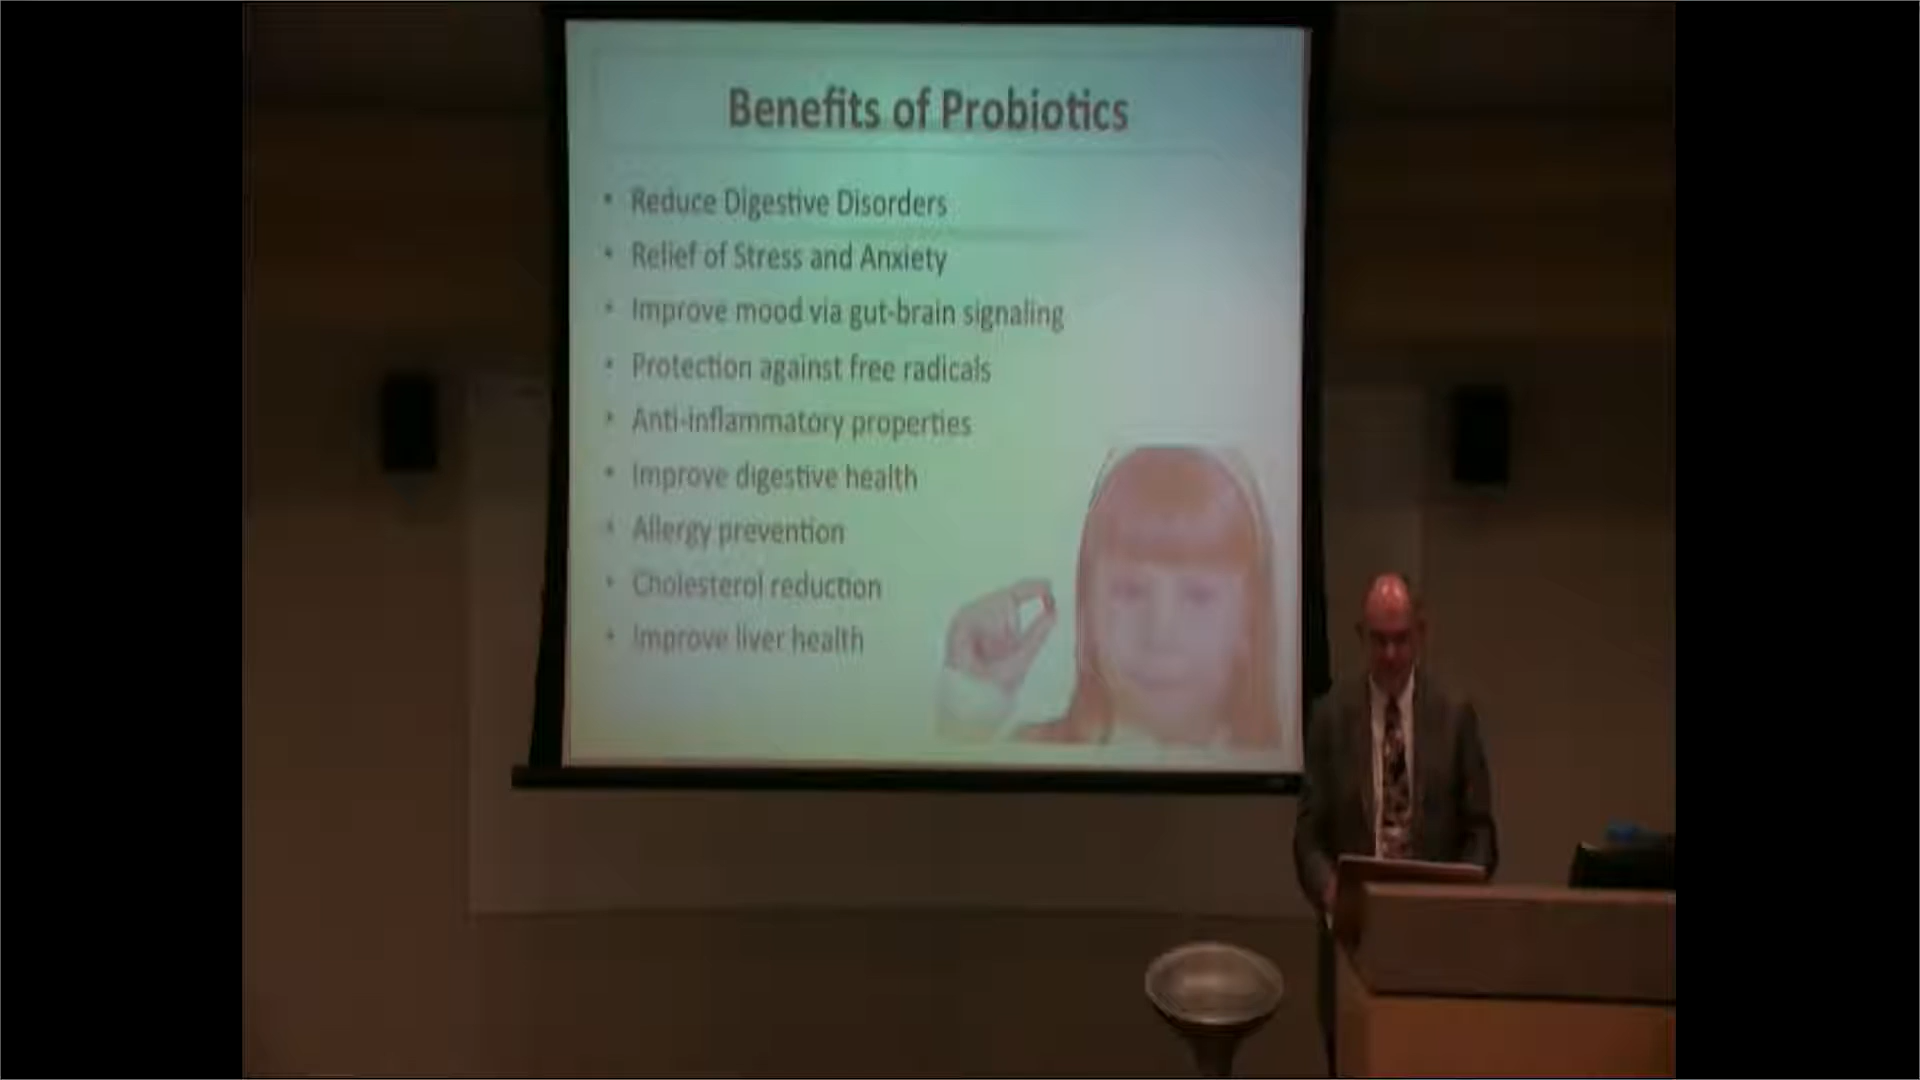 Benefits of Probiotics
• Reduce Digestive Disorders
• Relief of Stress and Anxiety
• Improve mood via gut-brain signaling
• Protection against free radicals
• Anti-inflammatory properties
• Improve digestive health
• Allergy prevention
• Cholesterol reduction
• Improve liver health